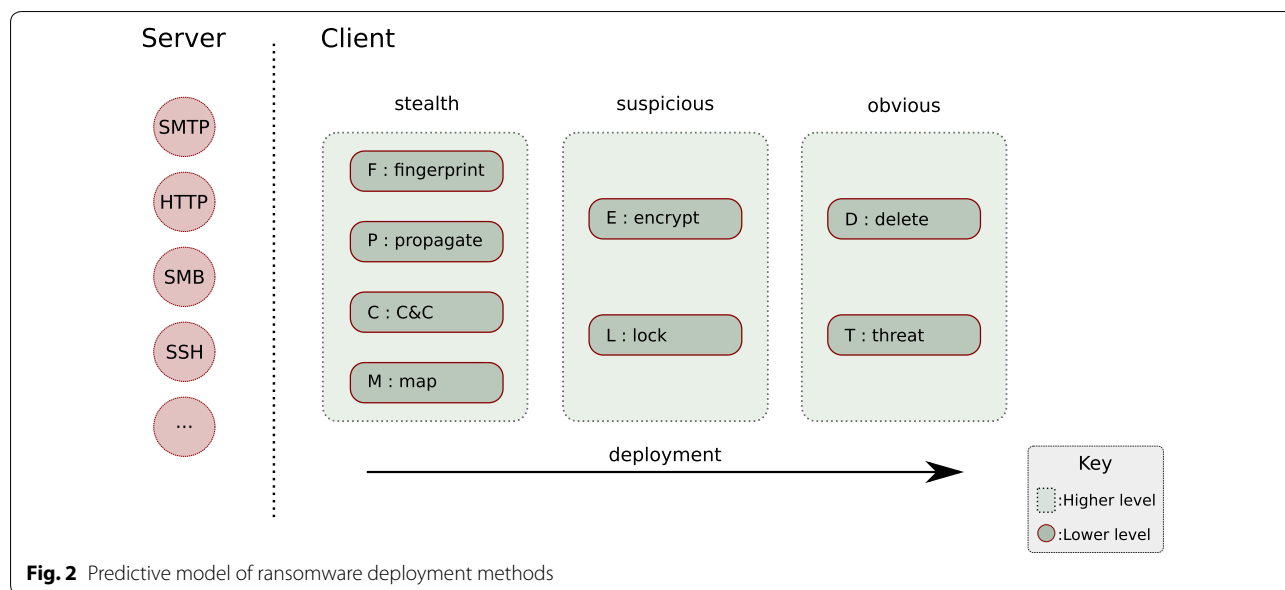 Server
Client
SMTP
HTTP
SMB
SSH
...
stealth
F : fingerprint
P : propagate
C : C&C
M : map
suspicious
E : encrypt
L : lock
obvious
D : delete
T : threat
deployment
Key
:Higher level
:Lower level
Fig. 2 Predictive model of ransomware deployment methods